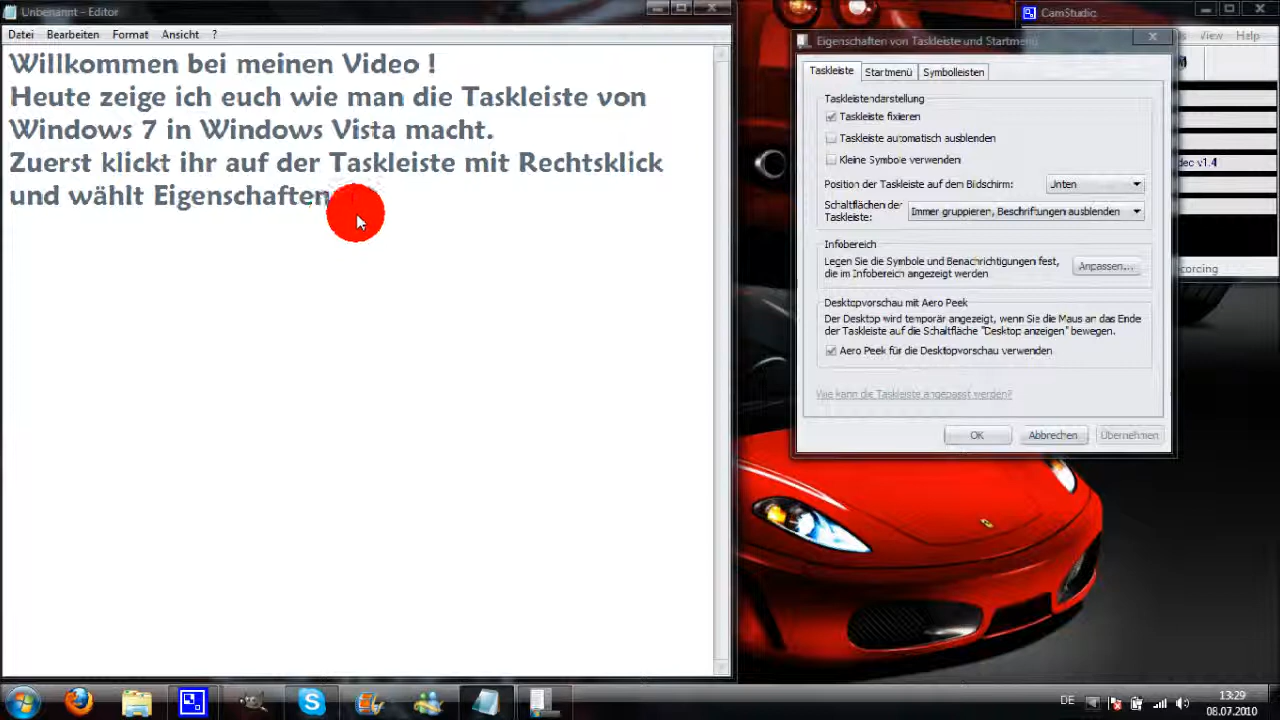 Unbenannt - Editor
Datei Bearbeiten Format Ansicht ?
Willkommen bei meinen Video !
Heute zeige ich euch wie man die Taskleiste von
Windows 7 in Windows Vista macht.
Zuerst klickt ihr auf der Taskleiste mit Rechtsklick
und wählt Eigenschaften
CamStudio
View Help
dec v1.4
Eigenschaften von Taskleiste und Startmenü
Taskleiste Startmenü Symbolleisten
Taskleistendarstellung
Taskleiste fixieren
Taskleiste automatisch ausblenden
Kleine Symbole verwenden
Position der Taskleiste auf dem Bildschirm: Unten
Schaltflächen der
Taskleiste: Immer gruppieren, Beschriftungen ausblenden
Infobereich
Legen Sie die Symbole und Benachrichtigungen fest,
die im Infobereich angezeigt werden Anpassen...
Desktopvorschau mit Aero Peek
Der Desktop wird temporär angezeigt, wenn Sie die Maus an das Ende
der Taskleiste auf die Schaltfläche "Desktop anzeigen" bewegen.
Aero Peek für die Desktopvorschau verwenden
Wie kann die Taskleiste angepasst werden?
OK Abbrechen Übernehmen
DE
13:29
08.07.2010